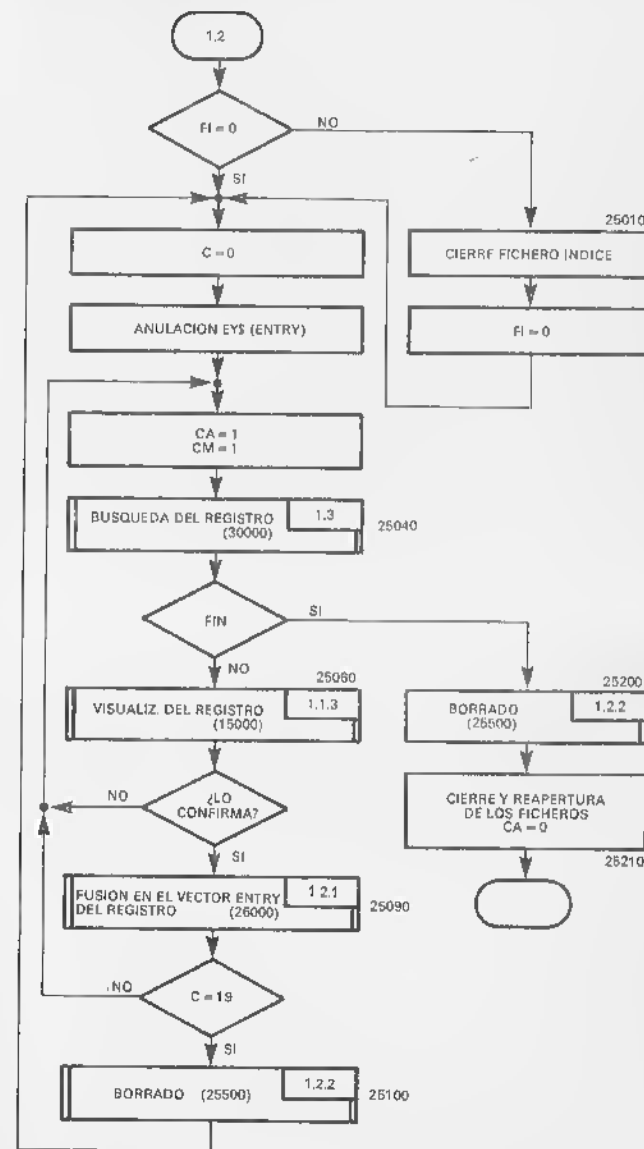 1.2
FI = 0
NO
SI
25010
C = 0
CIERRE FICHERO INDICE
ANULACION EY$ (ENTRY)
FI = 0
CA = 1
CM = 1
BUSQUEDA DEL REGISTRO
(30000)
1.3
25040
FIN
SI
NO
25060
25200
VISUALIZ. DEL REGISTRO
(15000)
1.1.3
BORRADO
(25500)
1.2.2
NO
¿LO
CONFIRMA?
SI
CIERRE Y REAPERTURA
DE LOS FICHEROS
CA = 0
25210
FUSION EN EL VECTOR ENTRY
DEL REGISTRO (26000)
1.2.1
25090
NO
C = 19
SI
BORRADO (25500)
1.2.2
25100